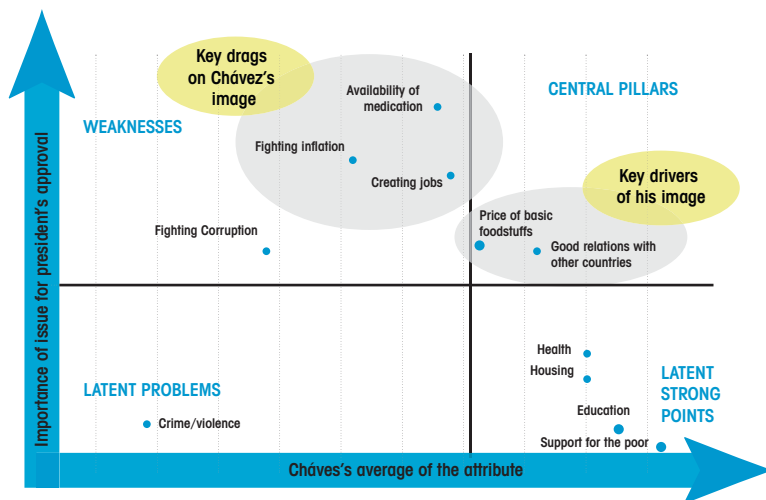 Key drags
on Chávez's
image
CENTRAL PILLARS
WEAKNESSES
Availability of
medication
Fighting inflation
Creating jobs
Key drivers
of his image
Price of basic
foodstuffs
Fighting Corruption
Good relations with
other countries
Importance of issue for president's approval
Health
Housing
LATENT PROBLEMS
LATENT
STRONG
POINTS
Crime/violence
Education
Support for the poor
Cháves's average of the attribute